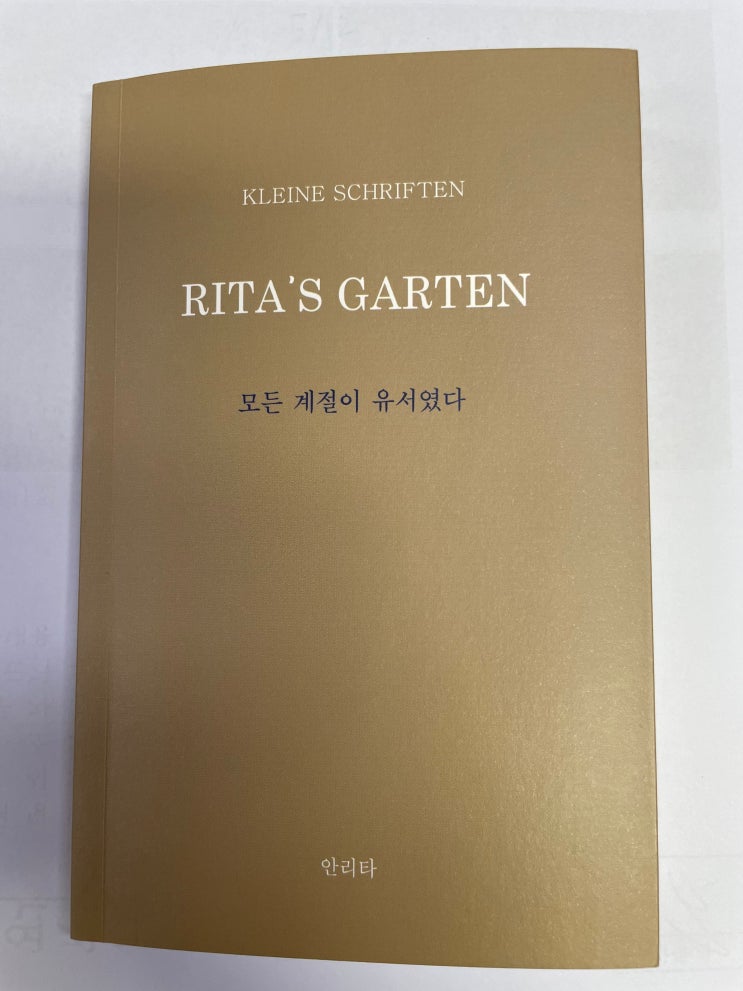 KLEINE SCHRIFTEN
RITA'S GARTEN
모든 계절이 유서였다
안리타